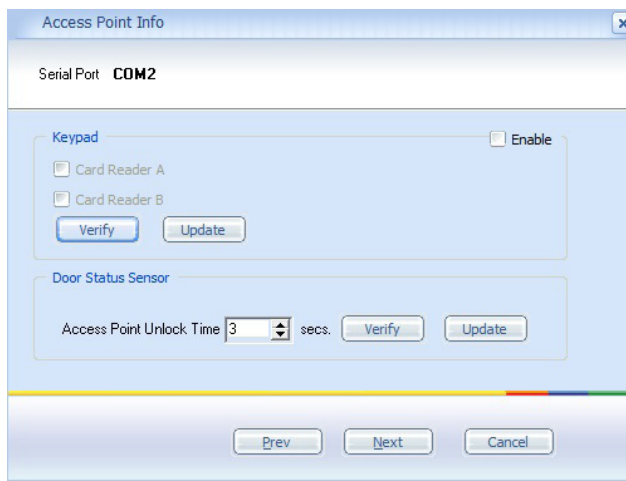 Access Point Info
Serial Port COM2
Keypad
Enable
Card Reader A
Card Reader B
Verify Update
Door Status Sensor
Access Point Unlock Time 3 secs. Verify Update
Prev Next Cancel